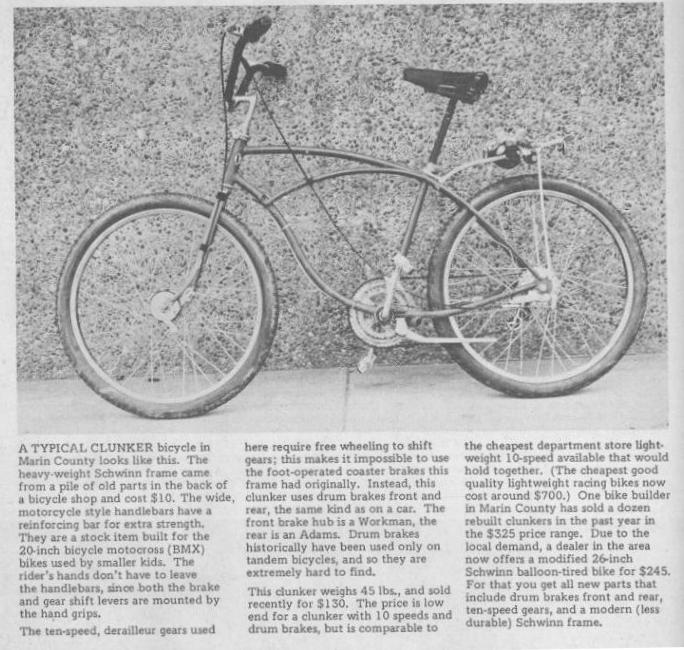 A TYPICAL CLUNKER bicycle in
Marin County looks like this. The
heavy-weight Schwinn frame came
from a pile of old parts in the back of
a bicycle shop and cost $10. The wide,
motorcycle style handlebars have a
reinforcing bar for extra strength.
They are a stock item built for the
20-inch bicycle motocross (BMX)
bikes used by smaller kids. The
rider's hands don't have to leave
the handlebars, since both the brake
and gear shift levers are mounted by
the hand grips.
The ten-speed, derailleur gears used
here require free wheeling to shift
gears; this makes it impossible to use
the foot-operated coaster brakes this
frame had originally. Instead, this
clunker uses drum brakes front and
rear, the same kind as on a car. The
front brake hub is a Workman, the
rear is an Adams. Drum brakes
historically have been used only on
tandem bicycles, and so they are
extremely hard to find.
This clunker weighs 45 lbs., and sold
recently for $130. The price is low
end for a clunker with 10 speeds and
drum brakes, but is comparable to
the cheapest department store light-
weight 10-speed available that would
hold together. (The cheapest good
quality lightweight racing bikes now
cost around $700.) One bike builder
in Marin County has sold a dozen
rebuilt clunkers in the past year in
the $325 price range. Due to the
local demand, a dealer in the area
now offers a modified 26-inch
Schwinn balloon-tired bike for $245.
For that you get all new parts that
include drum brakes front and rear,
ten-speed gears, and a modern (less
durable) Schwinn frame.